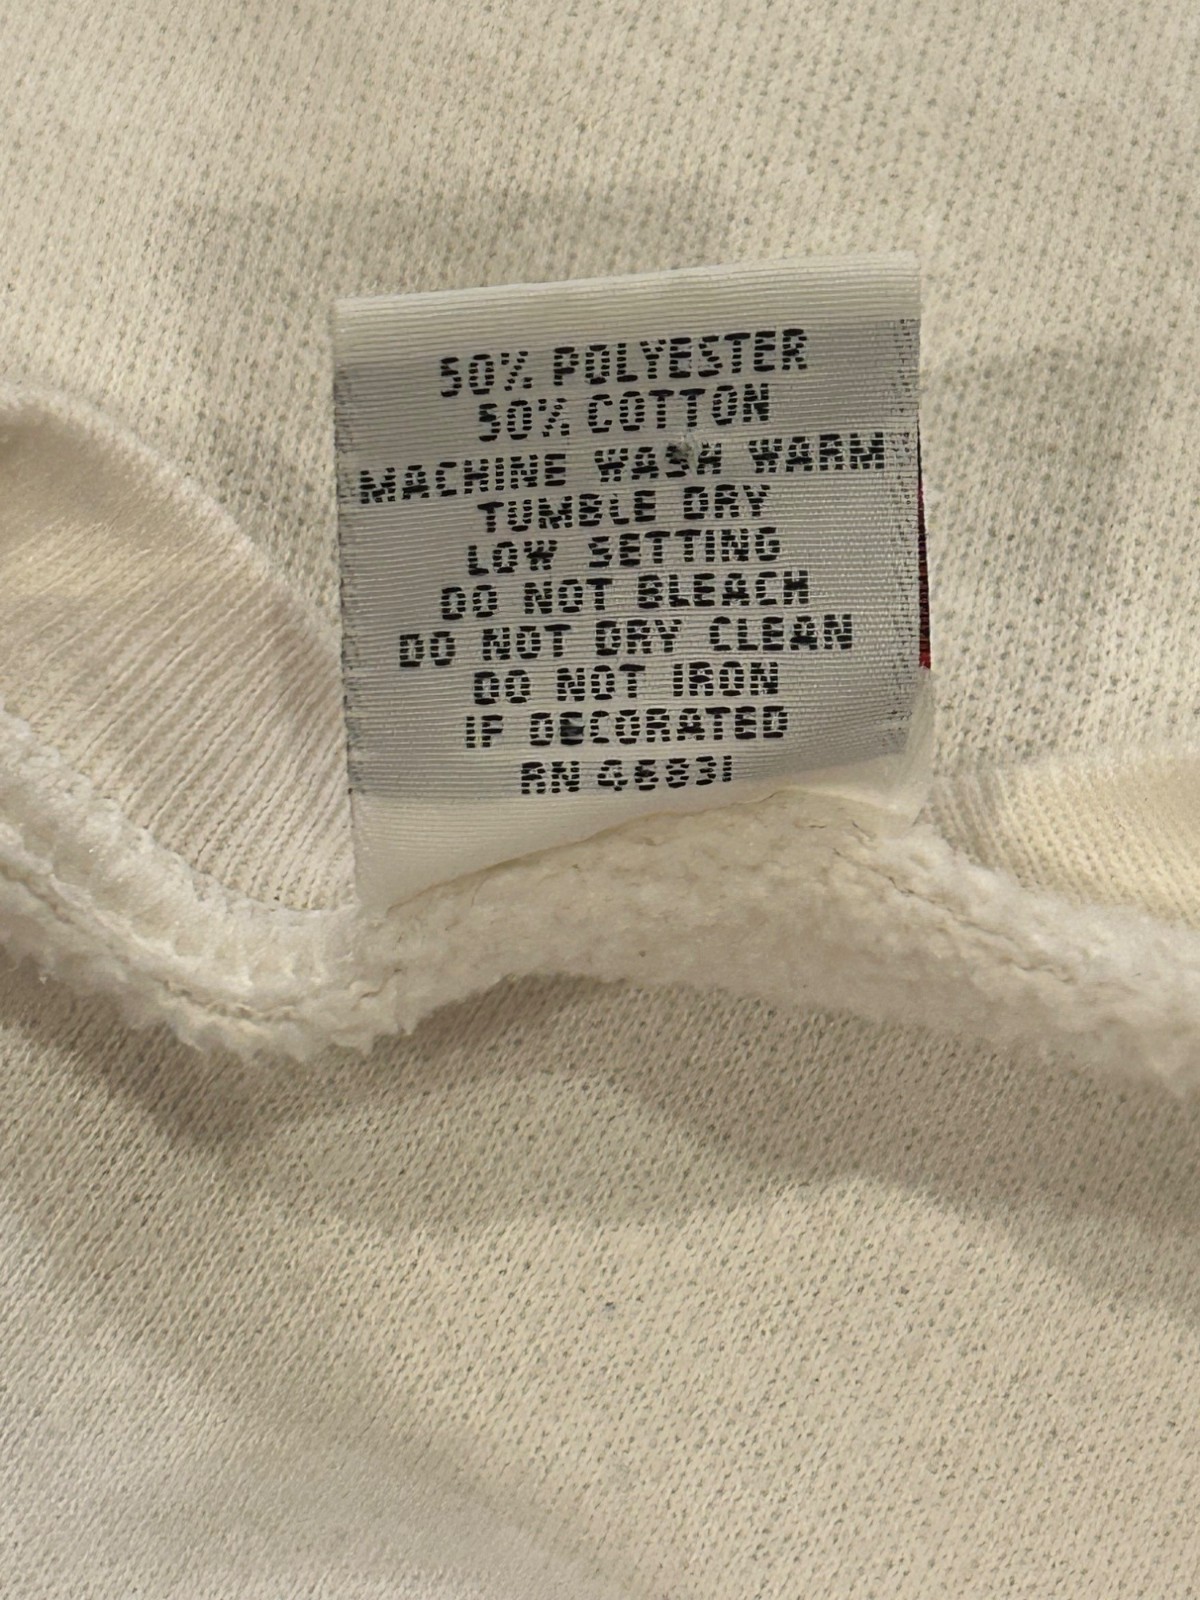 50% POLYESTER
50% COTTON
MACHINE WASH WARM
TUMBLE DRY
LOW SETTING
DO NOT BLEACH
DO NOT DRY CLEAN
DO NOT IRON
IF DECORATED
RN